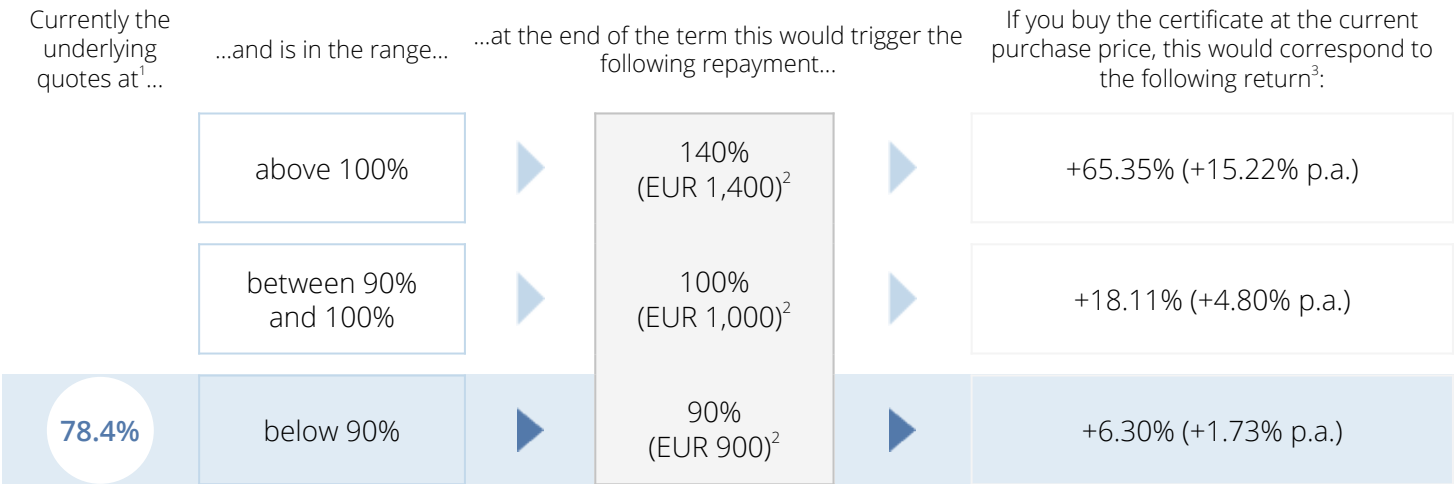 Currently the
underlying
quotes at¹...
...and is in the range...
...at the end of the term this would trigger the
following repayment...
If you buy the certificate at the current
purchase price, this would correspond to
the following return³:
above 100%
140%
(EUR 1,400)²
+65.35% (+15.22% p.a.)
between 90%
and 100%
100%
(EUR 1,000)²
+18.11% (+4.80% p.a.)
78.4%
below 90%
90%
(EUR 900)²
+6.30% (+1.73% p.a.)